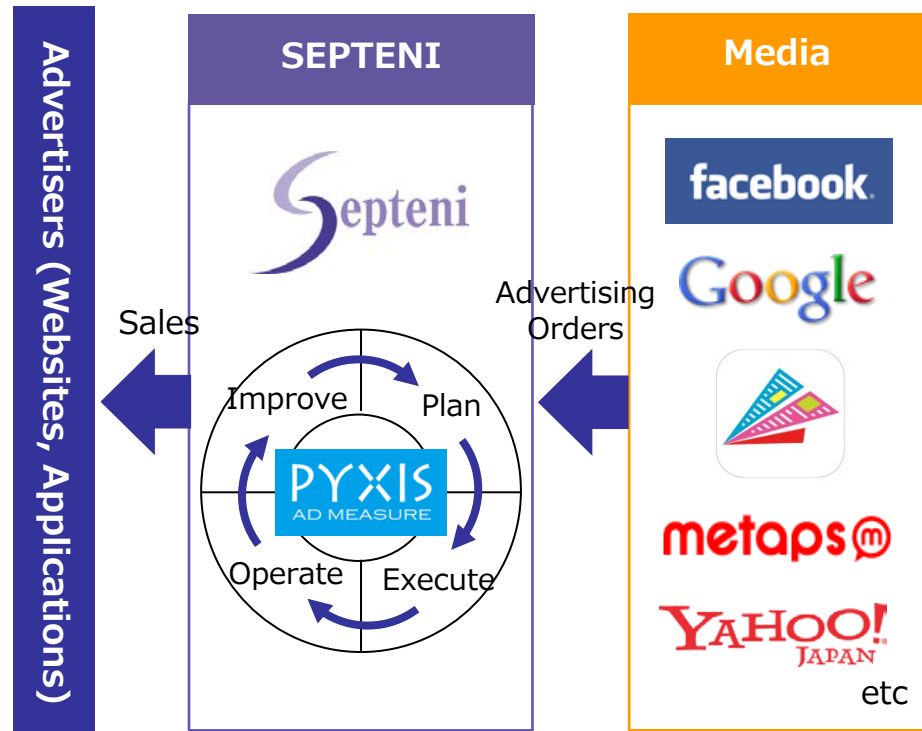 Advertisers (Websites, Applications)
SEPTENI
Media
Septeni
facebook.
Google
Advertising
Orders
Sales
Improve
Plan
PYXIS
AD MEASURE
Operate
Execute
metaps m
YAHOO!
JAPAN
etc